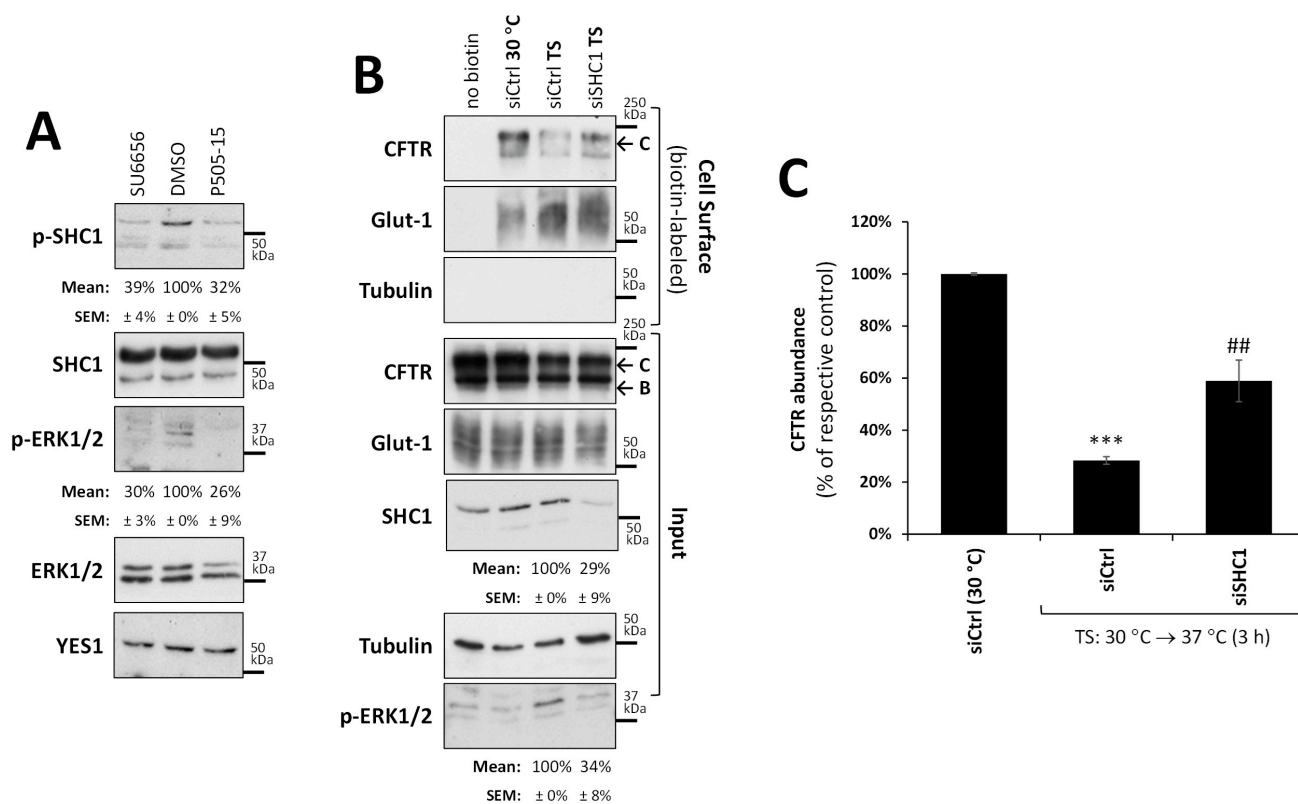 A
SU6656
DMSO
P505-15
p-SHC1
50
kDa
Mean: 39% 100% 32%
SEM: ± 4% ± 0% ± 5%
SHC1
50
kDa
p-ERK1/2
37
kDa
Mean: 30% 100% 26%
SEM: ± 3% ± 0% ± 9%
ERK1/2
37
kDa
YES1
50
kDa
B
no biotin
siCtrl 30 °C
siCtrl TS
siSHC1 TS
250
kDa
CFTR
← C
Glut-1
50
kDa
Tubulin
50
kDa
Cell Surface
(biotin-labeled)
250
kDa
CFTR
← C
← B
Glut-1
50
kDa
SHC1
50
kDa
Mean: 100% 29%
SEM: ± 0% ± 9%
Tubulin
50
kDa
p-ERK1/2
37
kDa
Input
Mean: 100% 34%
SEM: ± 0% ± 8%
C
CFTR abundance
(% of respective control)
120%
100%
80%
60%
40%
20%
0%
***
##
siCtrl (30 °C)
siCtrl
siSHC1
TS: 30 °C → 37 °C (3 h)